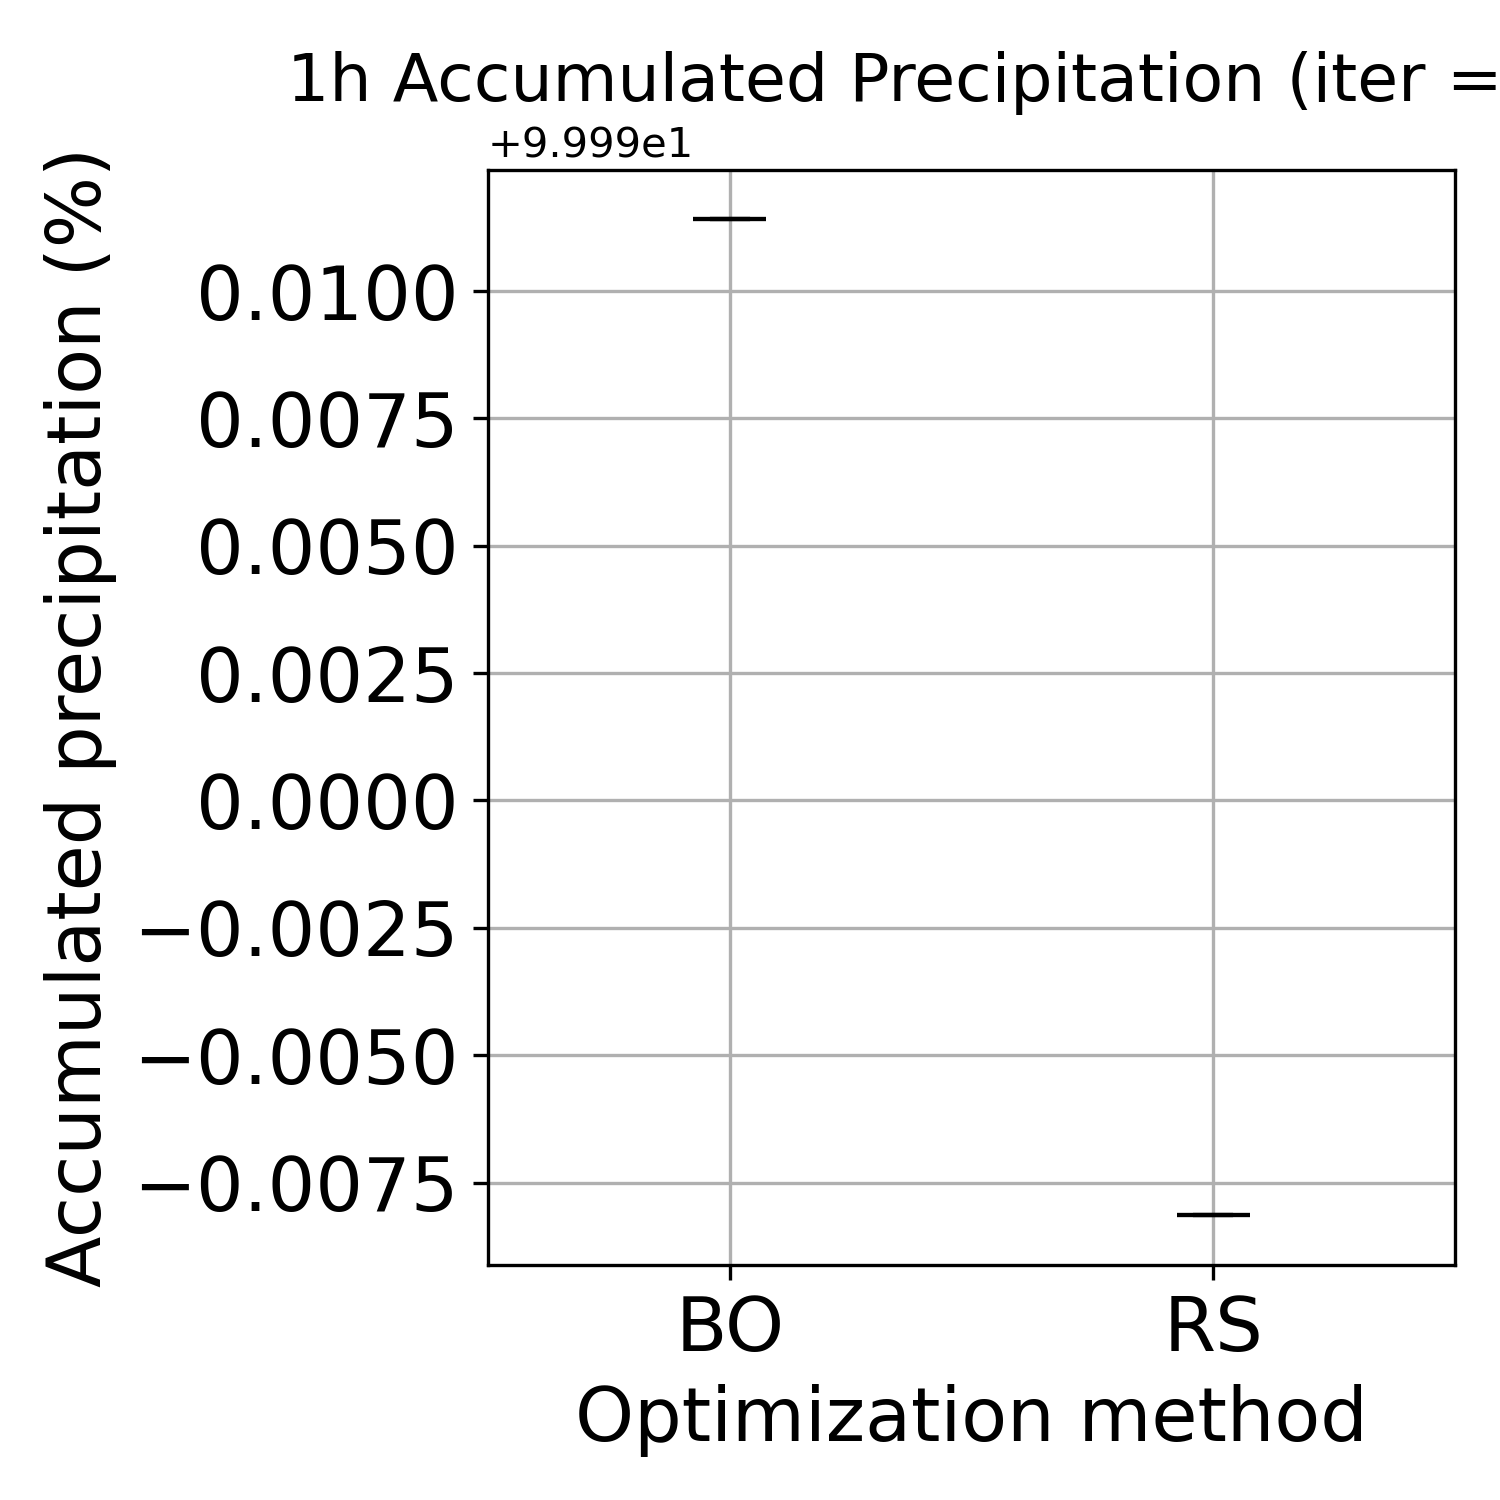 1h Accumulated Precipitation (iter =
+9.999e1
Accumulated precipitation (%)
0.0100
0.0075
0.0050
0.0025
0.0000
−0.0025
−0.0050
−0.0075
BO
RS
Optimization method